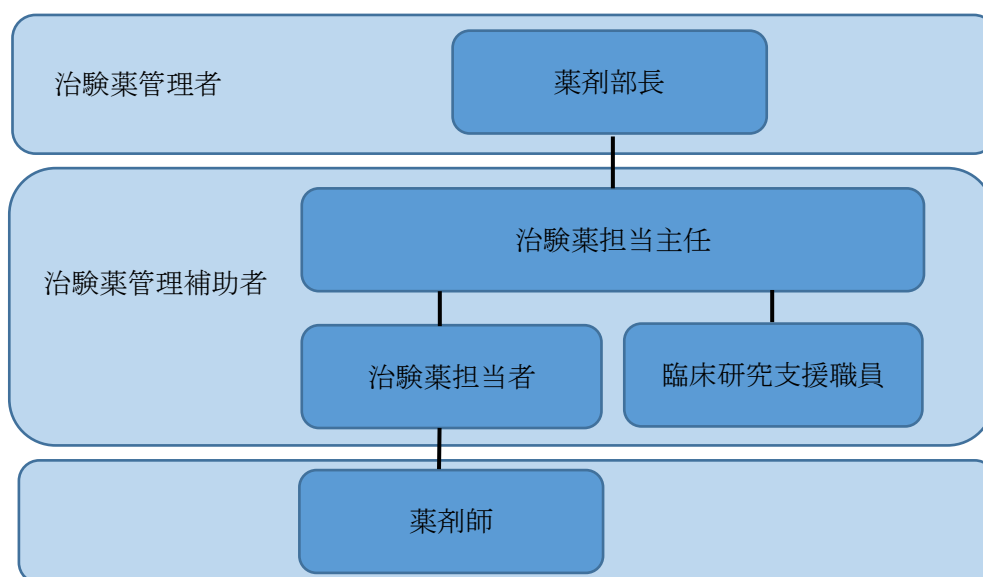 治験薬管理者
薬剤部長
治験薬担当主任
治験薬管理補助者
治験薬担当者
臨床研究支援職員
薬剤師